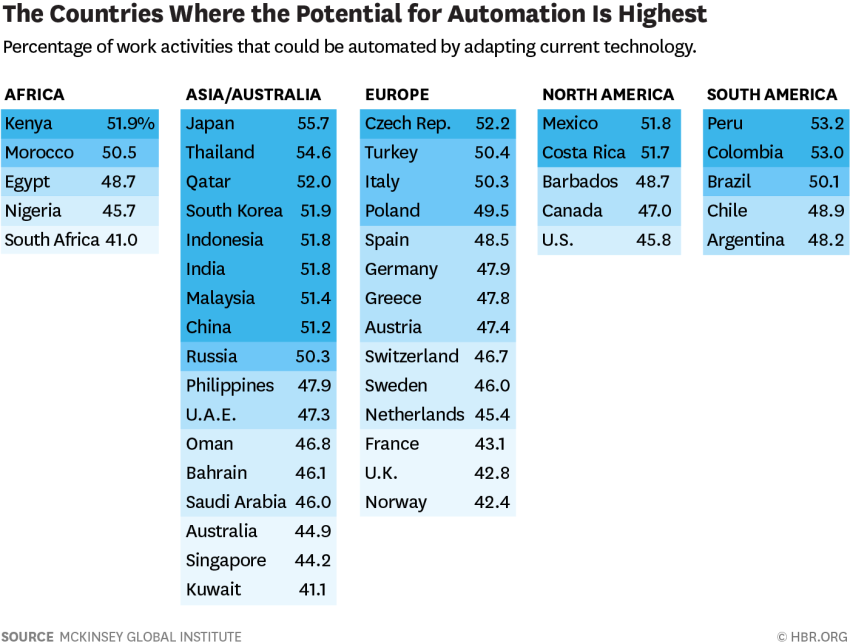 The Countries Where the Potential for Automation Is Highest
Percentage of work activities that could be automated by adapting current technology.
AFRICA
Kenya 51.9%
Morocco 50.5
Egypt 48.7
Nigeria 45.7
South Africa 41.0
ASIA/AUSTRALIA
Japan 55.7
Thailand 54.6
Qatar 52.0
South Korea 51.9
Indonesia 51.8
India 51.8
Malaysia 51.4
China 51.2
Russia 50.3
Philippines 47.9
U.A.E. 47.3
Oman 46.8
Bahrain 46.1
Saudi Arabia 46.0
Australia 44.9
Singapore 44.2
Kuwait 41.1
EUROPE
Czech Rep. 52.2
Turkey 50.4
Italy 50.3
Poland 49.5
Spain 48.5
Germany 47.9
Greece 47.8
Austria 47.4
Switzerland 46.7
Sweden 46.0
Netherlands 45.4
France 43.1
U.K. 42.8
Norway 42.4
NORTH AMERICA
Mexico 51.8
Costa Rica 51.7
Barbados 48.7
Canada 47.0
U.S. 45.8
SOUTH AMERICA
Peru 53.2
Colombia 53.0
Brazil 50.1
Chile 48.9
Argentina 48.2
SOURCE MCKINSEY GLOBAL INSTITUTE
© HBR.ORG